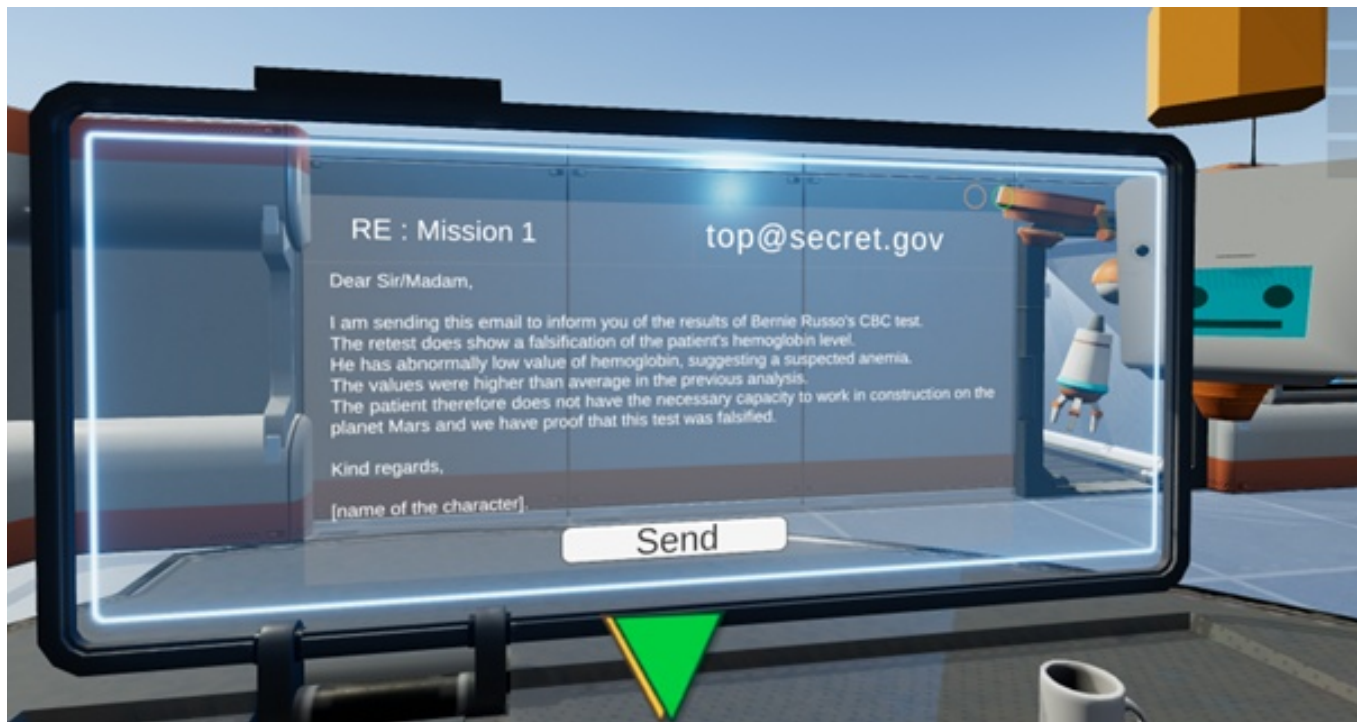 RE : Mission 1
top@secret.gov
Dear Sir/Madam,
I am sending this email to inform you of the results of Bernie Russo's CBC test.
The retest does show a falsification of the patient's hemoglobin level.
He has abnormally low value of hemoglobin, suggesting a suspected anemia.
The values were higher than average in the previous analysis.
The patient therefore does not have the necessary capacity to work in construction on the
planet Mars and we have proof that this test was falsified.
Kind regards,
[name of the character].
Send